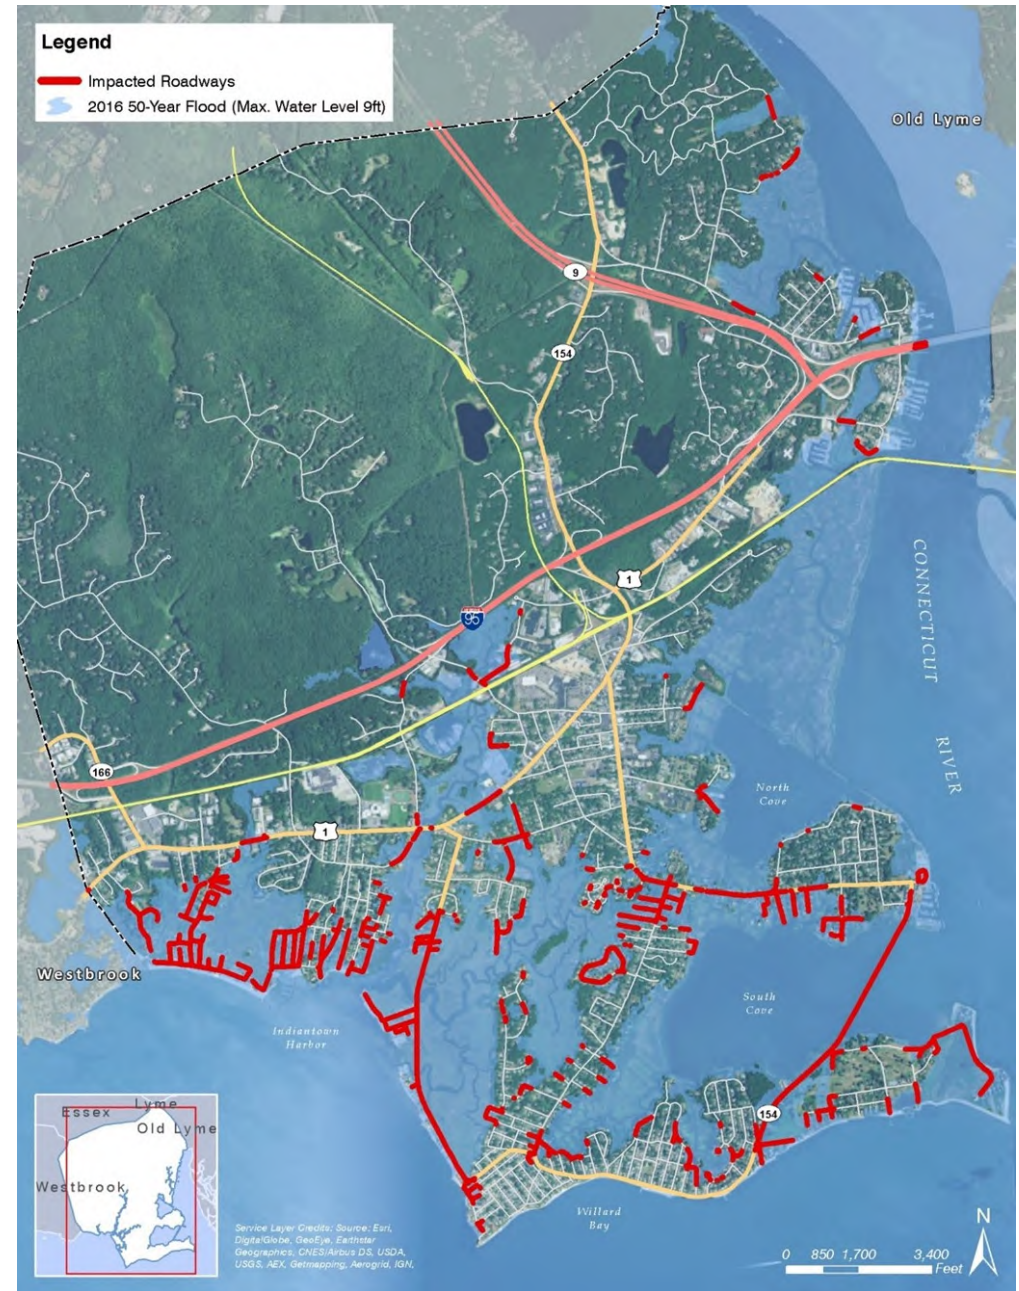 Legend
Impacted Roadways
2016 50-Year Flood (Max. Water Level 9ft)
Old Lyme
9
154
1
95
CONNECTICUT
RIVER
166
North
Cove
1
Westbrook
South
Cove
Indiantown
Harbor
154
Willard
Bay
Essex
Lyme
Old Lyme
Westbrook
Service Layer Credits: Source: Esri,
DigitalGlobe, GeoEye, Earthstar
Geographics, CNES/Airbus DS, USDA,
USGS, AEX, Getmapping, Aerogrid, IGN,
N
0 850 1,700 3,400
Feet